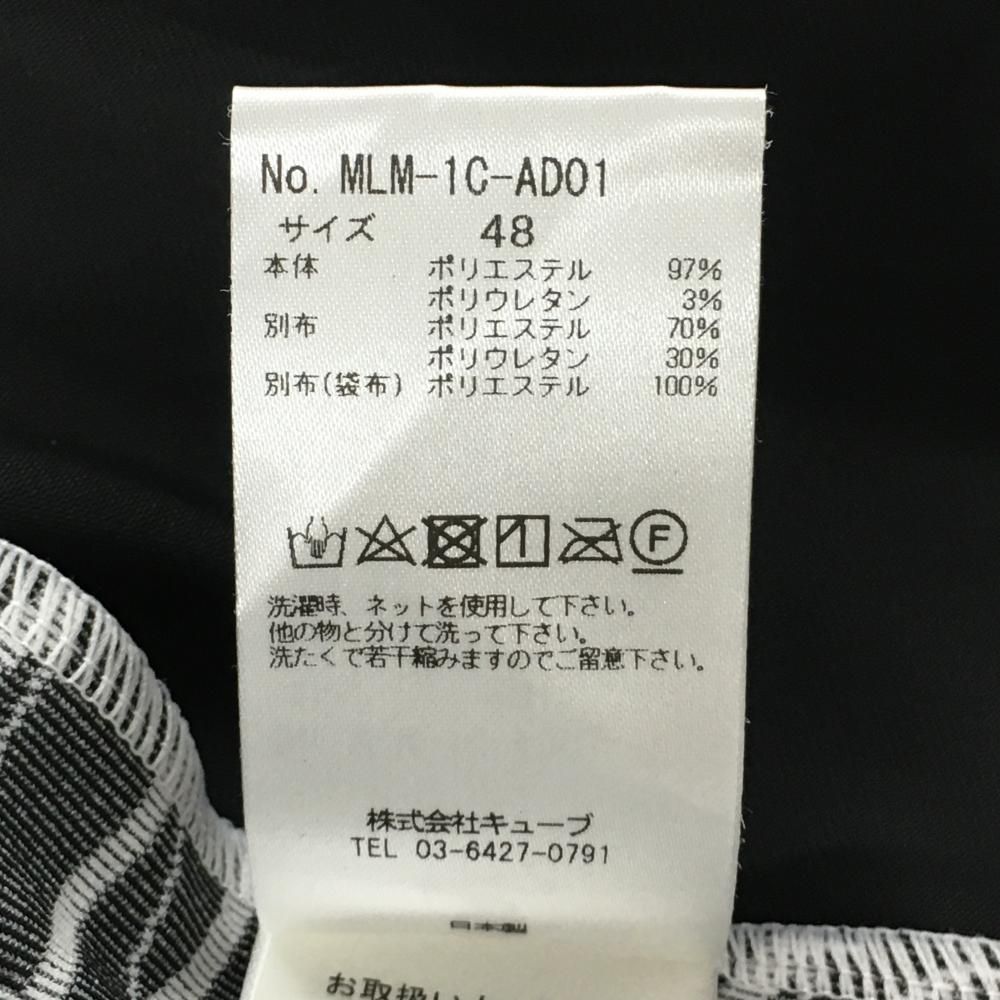 No. MLM-1C-AD01
サイズ 48
本体 ポリエステル 97%
ポリウレタン 3%
別布 ポリエステル 70%
ポリウレタン 30%
別布(袋布) ポリエステル 100%
F
洗濯時、ネットを使用して下さい。
他の物と分けて洗って下さい。
洗たくで若干縮みますのでご留意下さい。
株式会社キューブ
TEL 03-6427-0791
日本製
お取扱い